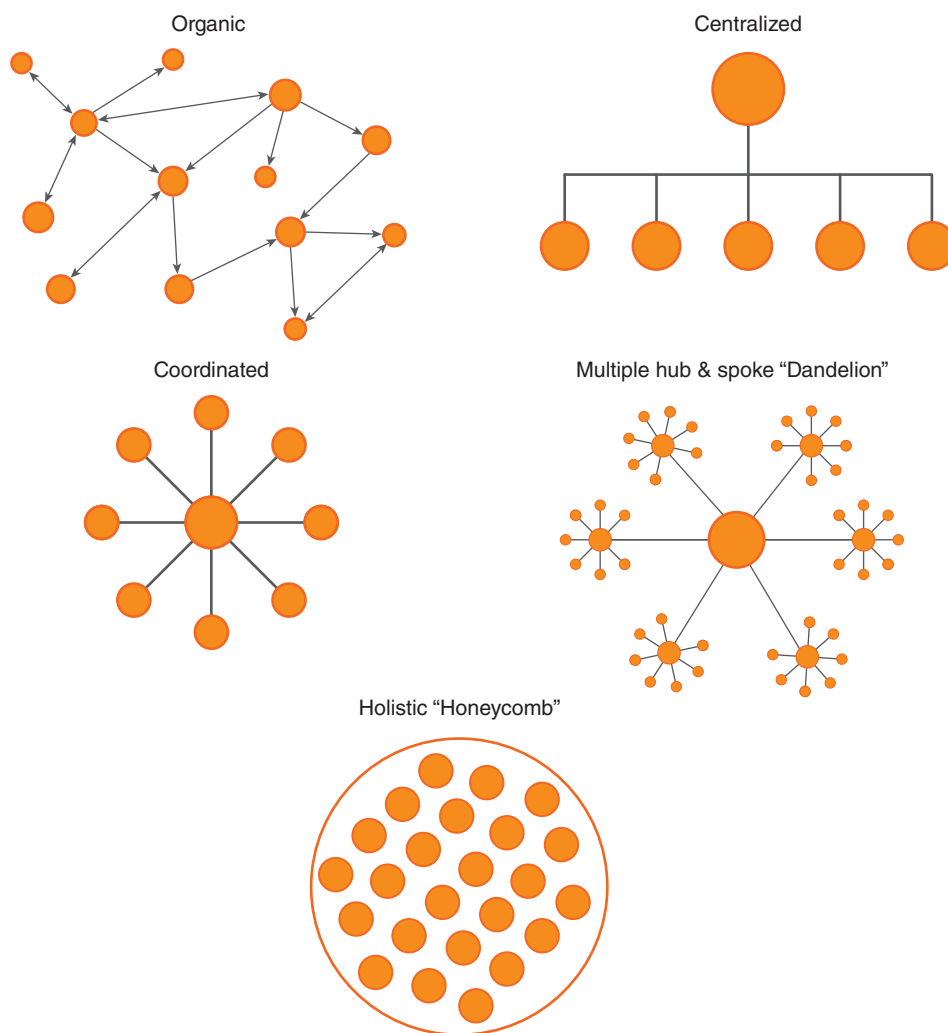 Organic
Centralized
Coordinated
Multiple hub & spoke “Dandelion”
Holistic “Honeycomb”